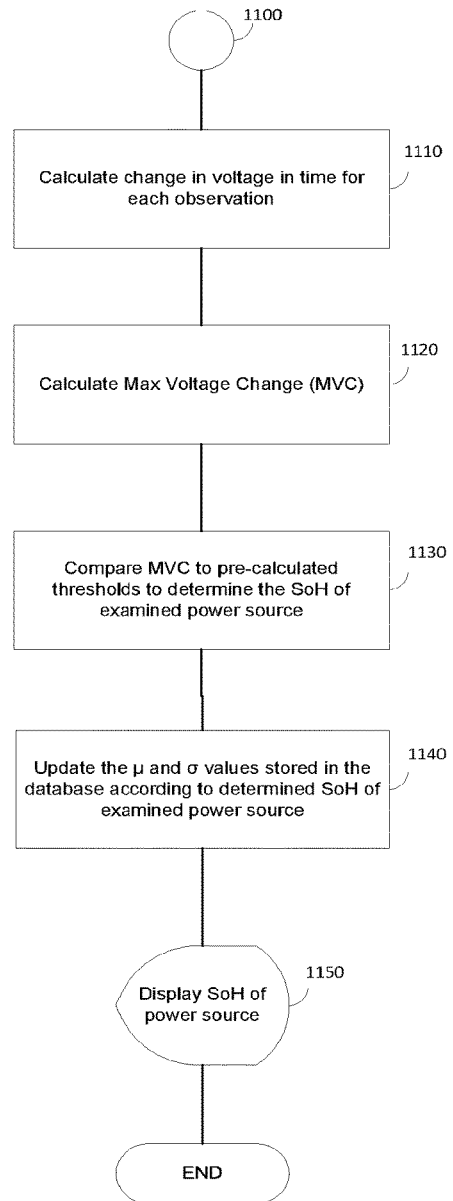 1100
1110
Calculate change in voltage in time for
each observation
1120
Calculate Max Voltage Change (MVC)
1130
Compare MVC to pre-calculated
thresholds to determine the SoH of
examined power source
1140
Update the μ and σ values stored in the
database according to determined SoH of
examined power source
1150
Display SoH of
power source
END